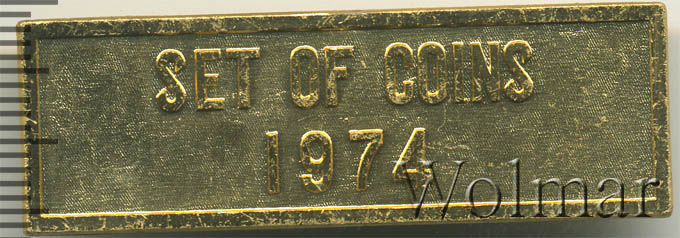 SET OF COINS
1974
Wolmar